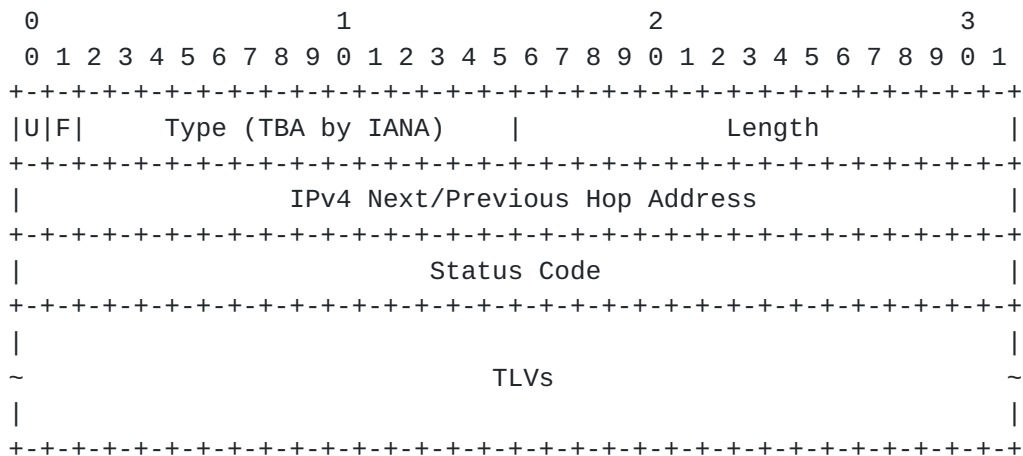 0                   1                   2                   3
 0 1 2 3 4 5 6 7 8 9 0 1 2 3 4 5 6 7 8 9 0 1 2 3 4 5 6 7 8 9 0 1
+-+-+-+-+-+-+-+-+-+-+-+-+-+-+-+-+-+-+-+-+-+-+-+-+-+-+-+-+-+-+-+-+
|U|F|     Type (TBA by IANA)    |             Length            |
+-+-+-+-+-+-+-+-+-+-+-+-+-+-+-+-+-+-+-+-+-+-+-+-+-+-+-+-+-+-+-+-+
|                 IPv4 Next/Previous Hop Address                |
+-+-+-+-+-+-+-+-+-+-+-+-+-+-+-+-+-+-+-+-+-+-+-+-+-+-+-+-+-+-+-+-+
|                          Status Code                          |
+-+-+-+-+-+-+-+-+-+-+-+-+-+-+-+-+-+-+-+-+-+-+-+-+-+-+-+-+-+-+-+-+
|                                                               |
~                              TLVs                             ~
|                                                               |
+-+-+-+-+-+-+-+-+-+-+-+-+-+-+-+-+-+-+-+-+-+-+-+-+-+-+-+-+-+-+-+-+